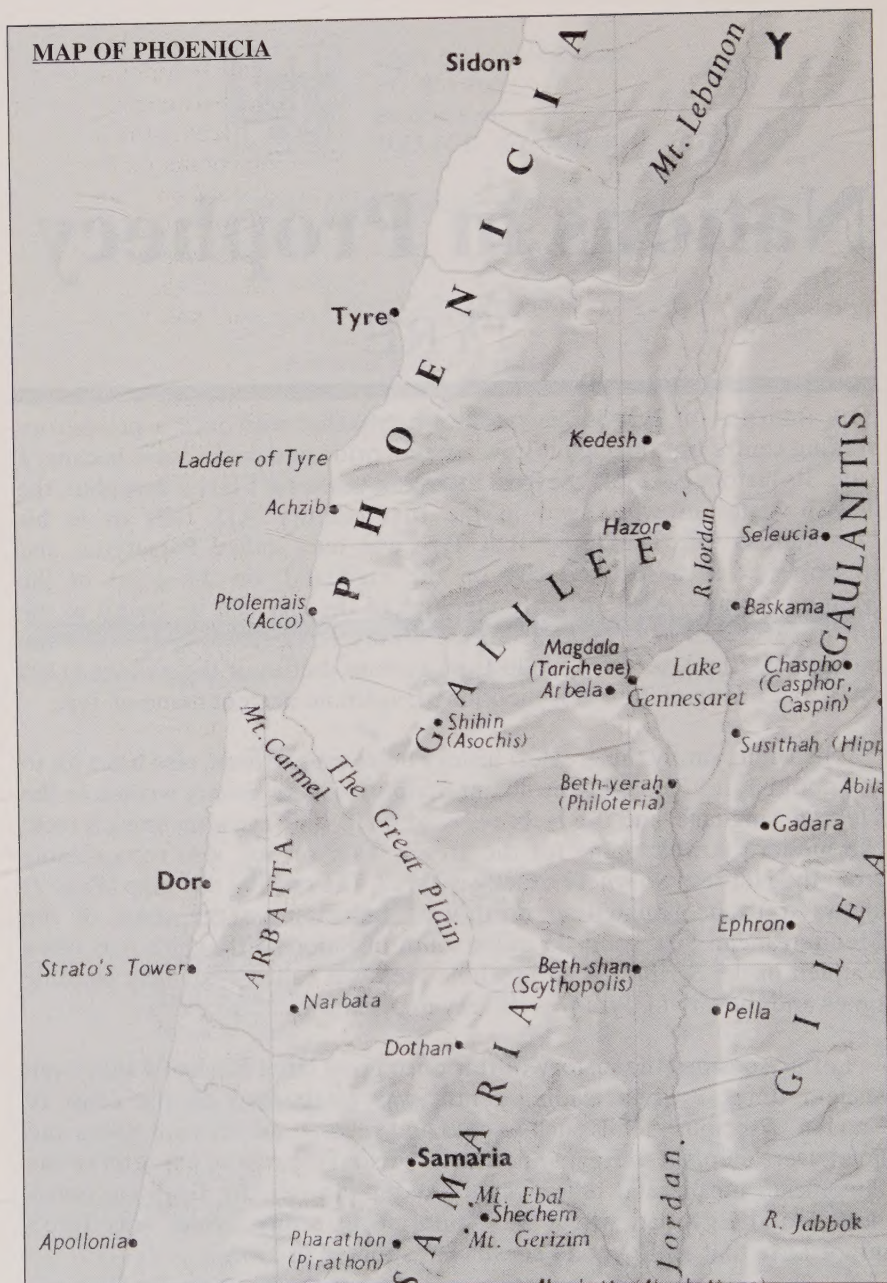 MAP OF PHOENICIA
Y
Sidon
PHOENICIA
Mt. Lebanon
Tyre
Ladder of Tyre
Kedesh
Achzib
Hazor
R. Jordan
Seleucia
GAULANITIS
GALILEE
Ptolemais
(Acco)
Baskama
Magdala
(Taricheae)
Arbela
Lake
Gennesaret
Chaspho
(Casphor,
Caspin)
Shihin
(Asochis)
Mt. Carmel
The Great Plain
Susithah (Hipp
Beth-yerah
(Philoteria)
Abila
Gadara
Dor
ARBATTA
Ephron
GILEA
Strato's Tower
Narbata
Beth-shan
(Scythopolis)
Pella
Dothan
SAMARIA
Samaria
Mt. Ebal
Shechem
Mt. Gerizim
Jordan.
R. Jabbok
Apollonia
Pharathon
(Pirathon)